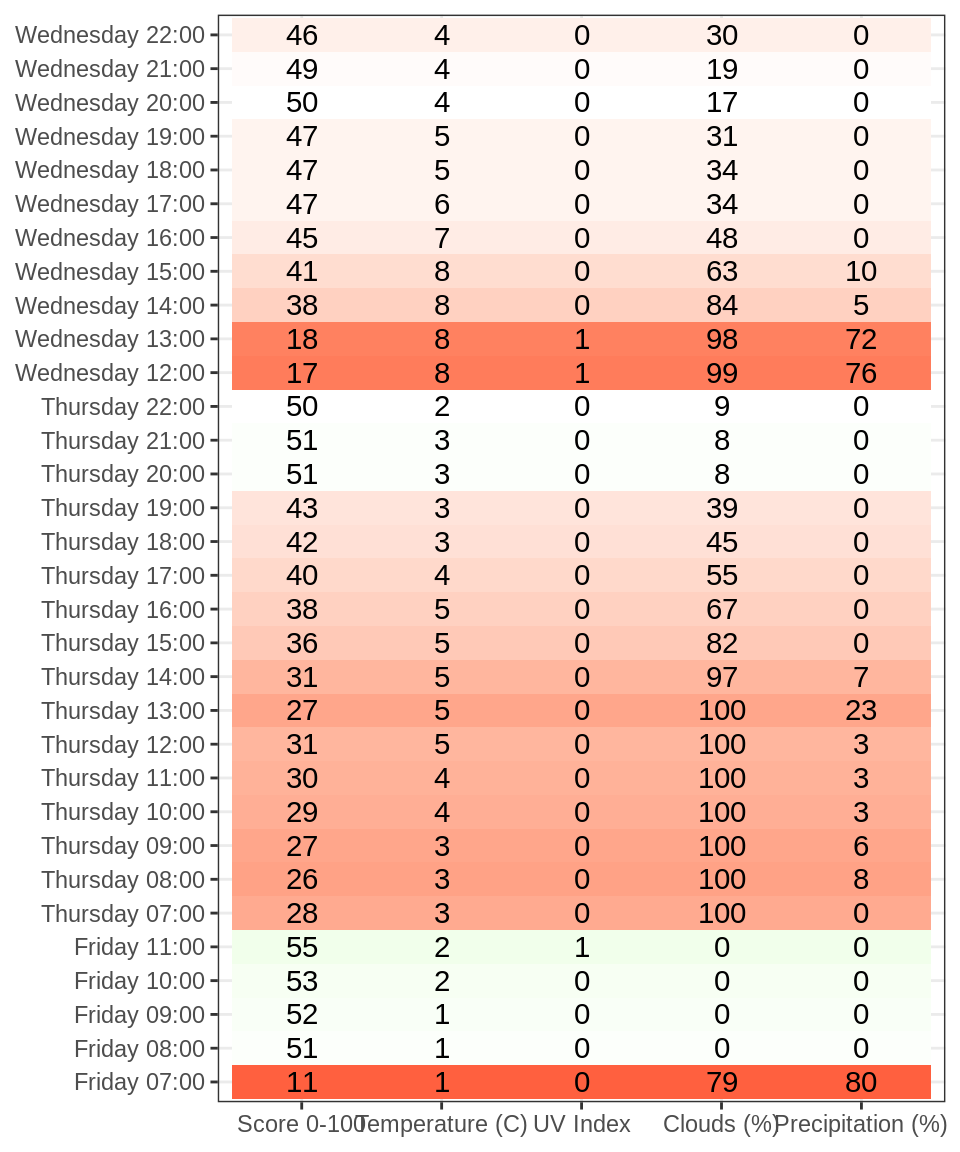 Wednesday 22:00 46 4 0 30 0
Wednesday 21:00 49 4 0 19 0
Wednesday 20:00 50 4 0 17 0
Wednesday 19:00 47 5 0 31 0
Wednesday 18:00 47 5 0 34 0
Wednesday 17:00 47 6 0 34 0
Wednesday 16:00 45 7 0 48 0
Wednesday 15:00 41 8 0 63 10
Wednesday 14:00 38 8 0 84 5
Wednesday 13:00 18 8 1 98 72
Wednesday 12:00 17 8 1 99 76
Thursday 22:00 50 2 0 9 0
Thursday 21:00 51 3 0 8 0
Thursday 20:00 51 3 0 8 0
Thursday 19:00 43 3 0 39 0
Thursday 18:00 42 3 0 45 0
Thursday 17:00 40 4 0 55 0
Thursday 16:00 38 5 0 67 0
Thursday 15:00 36 5 0 82 0
Thursday 14:00 31 5 0 97 7
Thursday 13:00 27 5 0 100 23
Thursday 12:00 31 5 0 100 3
Thursday 11:00 30 4 0 100 3
Thursday 10:00 29 4 0 100 3
Thursday 09:00 27 3 0 100 6
Thursday 08:00 26 3 0 100 8
Thursday 07:00 28 3 0 100 0
Friday 11:00 55 2 1 0 0
Friday 10:00 53 2 0 0 0
Friday 09:00 52 1 0 0 0
Friday 08:00 51 1 0 0 0
Friday 07:00 11 1 0 79 80
Score 0-100 Temperature (C) UV Index Clouds (%) Precipitation (%)